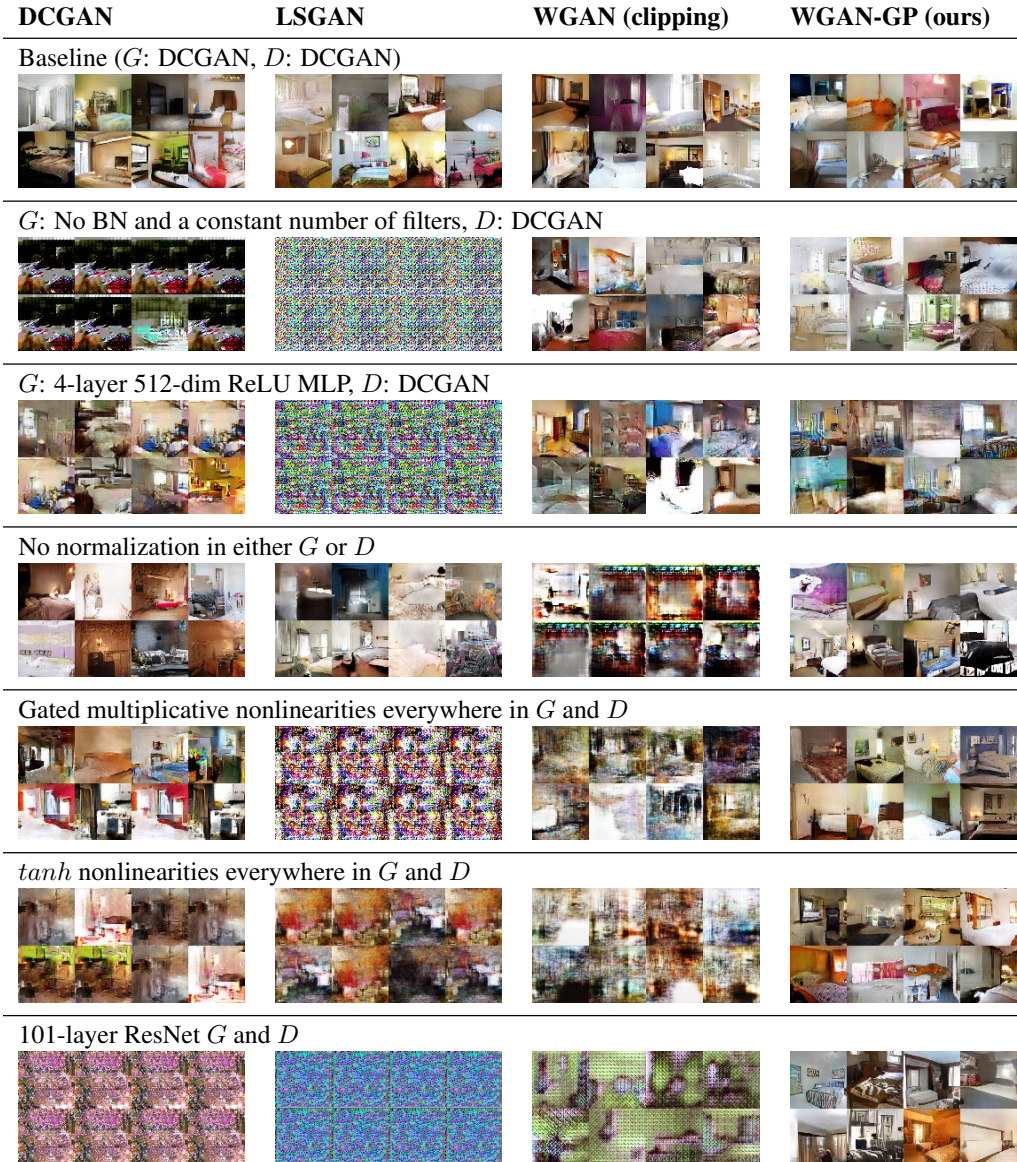 DCGAN LSGAN WGAN (clipping) WGAN-GP (ours)
Baseline (G: DCGAN, D: DCGAN)
G: No BN and a constant number of filters, D: DCGAN
G: 4-layer 512-dim ReLU MLP, D: DCGAN
No normalization in either G or D
Gated multiplicative nonlinearities everywhere in G and D
tanh nonlinearities everywhere in G and D
101-layer ResNet G and D